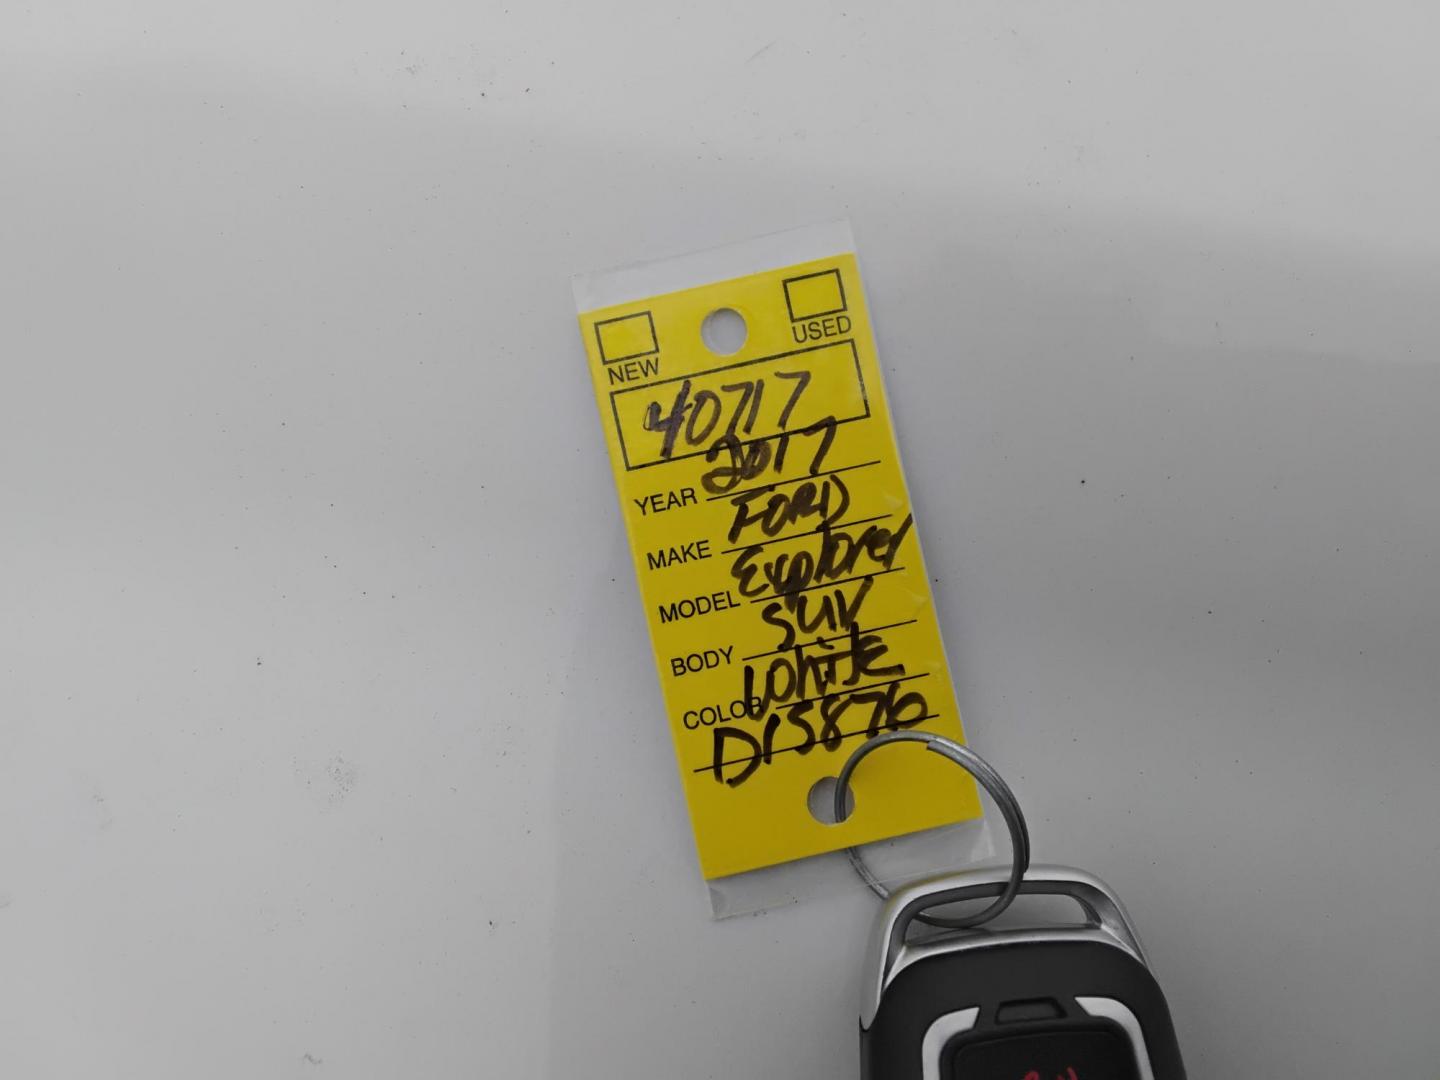 NEW USED
40717
YEAR 2017
MAKE FORD
MODEL Explorer
BODY SUV
COLOR White
D15876